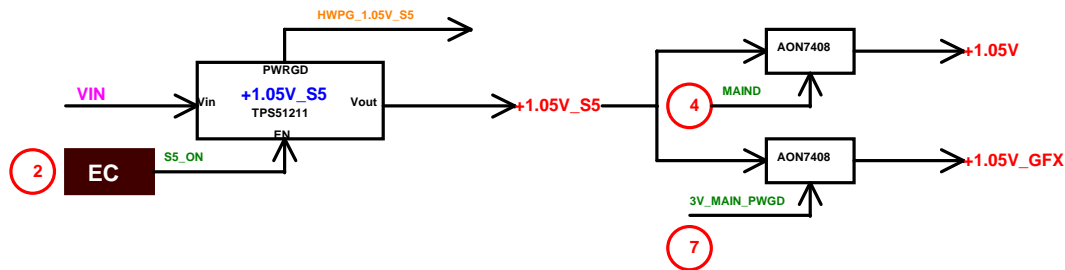 HWPG_1.05V_S5
PWRGD
VIN
Vin
+1.05V_S5
Vout
TPS51211
EN
2
EC
S5_ON
+1.05V_S5
AON7408
+1.05V
4
MAIND
AON7408
+1.05V_GFX
3V_MAIN_PWGD
7